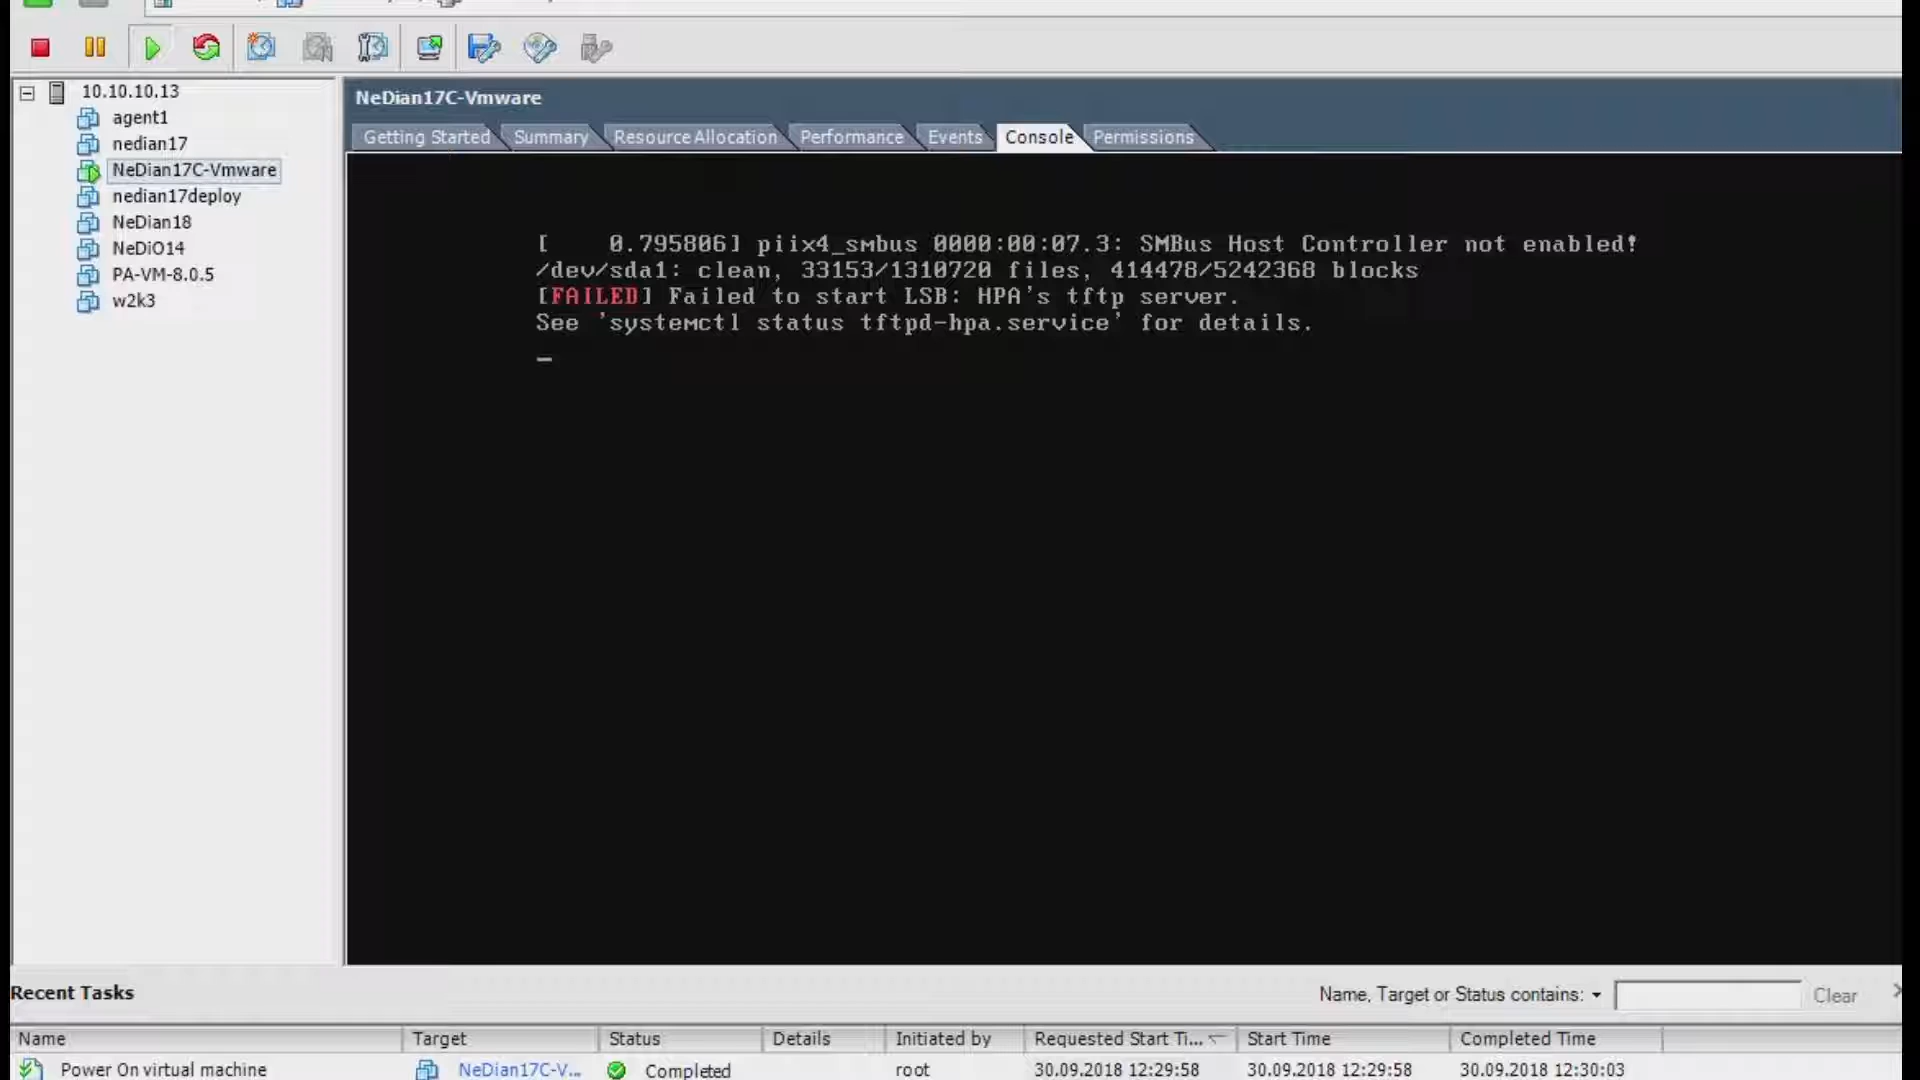 10.10.10.13
agent1
nedian17
NeDian17C-Vmware
nedian17deploy
NeDian18
NeDiO14
PA-VM-8.0.5
w2k3
NeDian17C-Vmware
Getting Started Summary Resource Allocation Performance Events Console Permissions
[    0.795806] piix4_smbus 0000:00:07.3: SMBus Host Controller not enabled!
/dev/sda1: clean, 33153/1310720 files, 414478/5242368 blocks
[FAILED] Failed to start LSB: HPA's tftp server.
See 'systemctl status tftpd-hpa.service' for details.
Recent Tasks
Name, Target or Status contains: Clear
Name Target Status Details Initiated by Requested Start Ti... Start Time Completed Time
Power On virtual machine NeDian17C-V... Completed root 30.09.2018 12:29:58 30.09.2018 12:29:58 30.09.2018 12:30:03